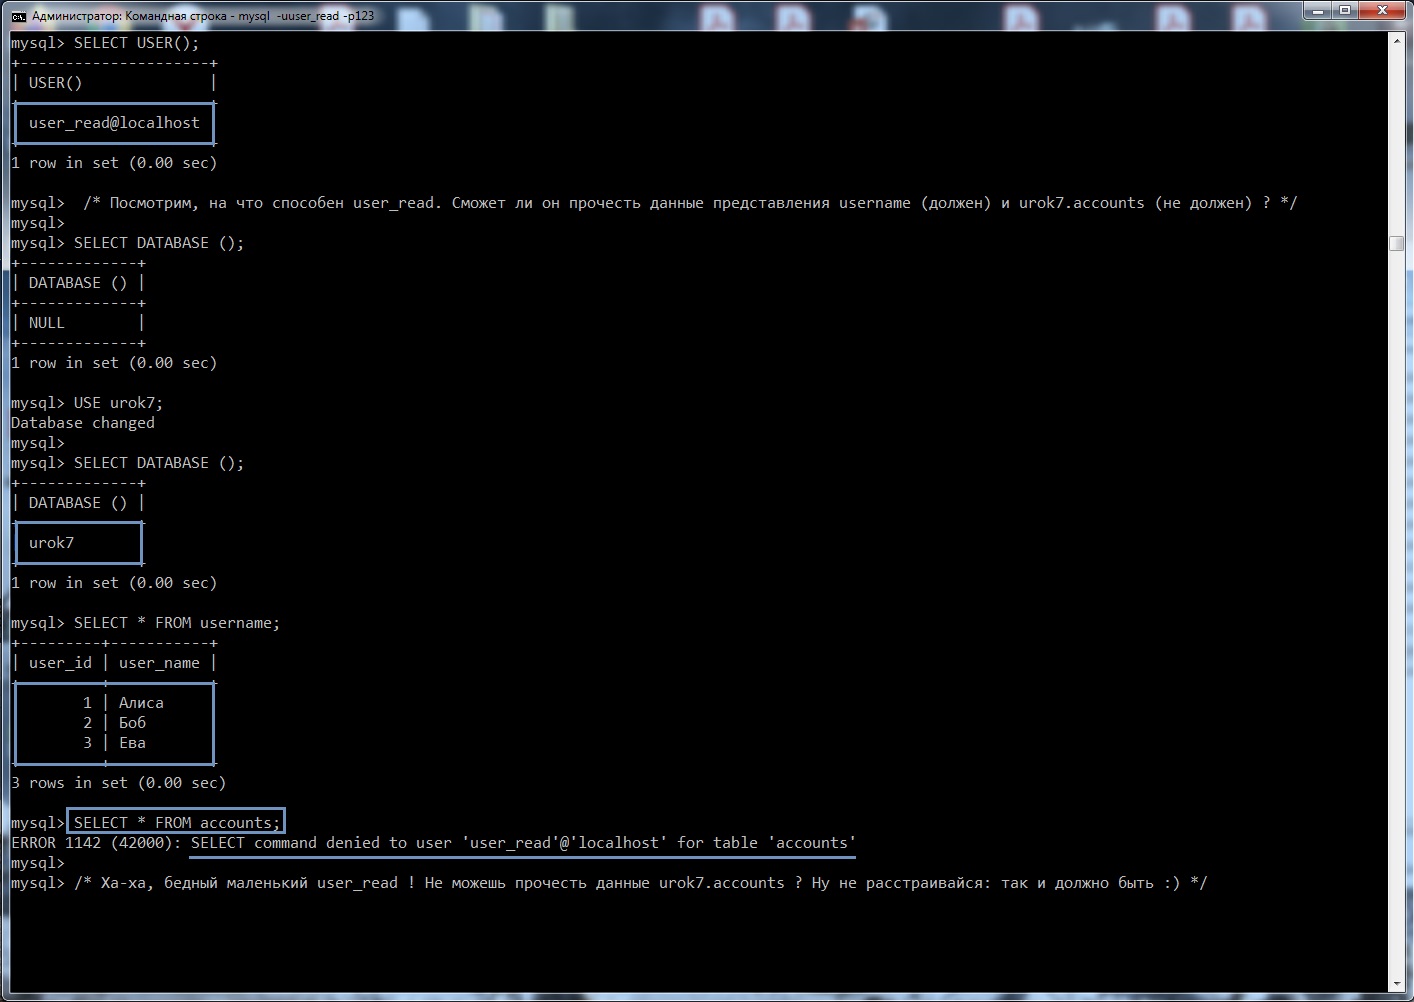 Администратор: Командная строка - mysql  -uuser_read -p123
mysql> SELECT USER();
+---------------------+
| USER()              |
user_read@localhost
1 row in set (0.00 sec)
mysql>  /* Посмотрим, на что способен user_read. Сможет ли он прочесть данные представления username (должен) и urok7.accounts (не должен) ? */
mysql>
mysql> SELECT DATABASE ();
+-------------+
| DATABASE () |
+-------------+
| NULL        |
+-------------+
1 row in set (0.00 sec)
mysql> USE urok7;
Database changed
mysql>
mysql> SELECT DATABASE ();
+-------------+
| DATABASE () |
urok7
1 row in set (0.00 sec)
mysql> SELECT * FROM username;
+---------+-----------+
| user_id | user_name |
1 | Алиса
2 | Боб
3 | Ева
3 rows in set (0.00 sec)
mysql> SELECT * FROM accounts;
ERROR 1142 (42000): SELECT command denied to user 'user_read'@'localhost' for table 'accounts'
mysql>
mysql> /* Ха-ха, бедный маленький user_read ! Не можешь прочесть данные urok7.accounts ? Ну не расстраивайся: так и должно быть :) */